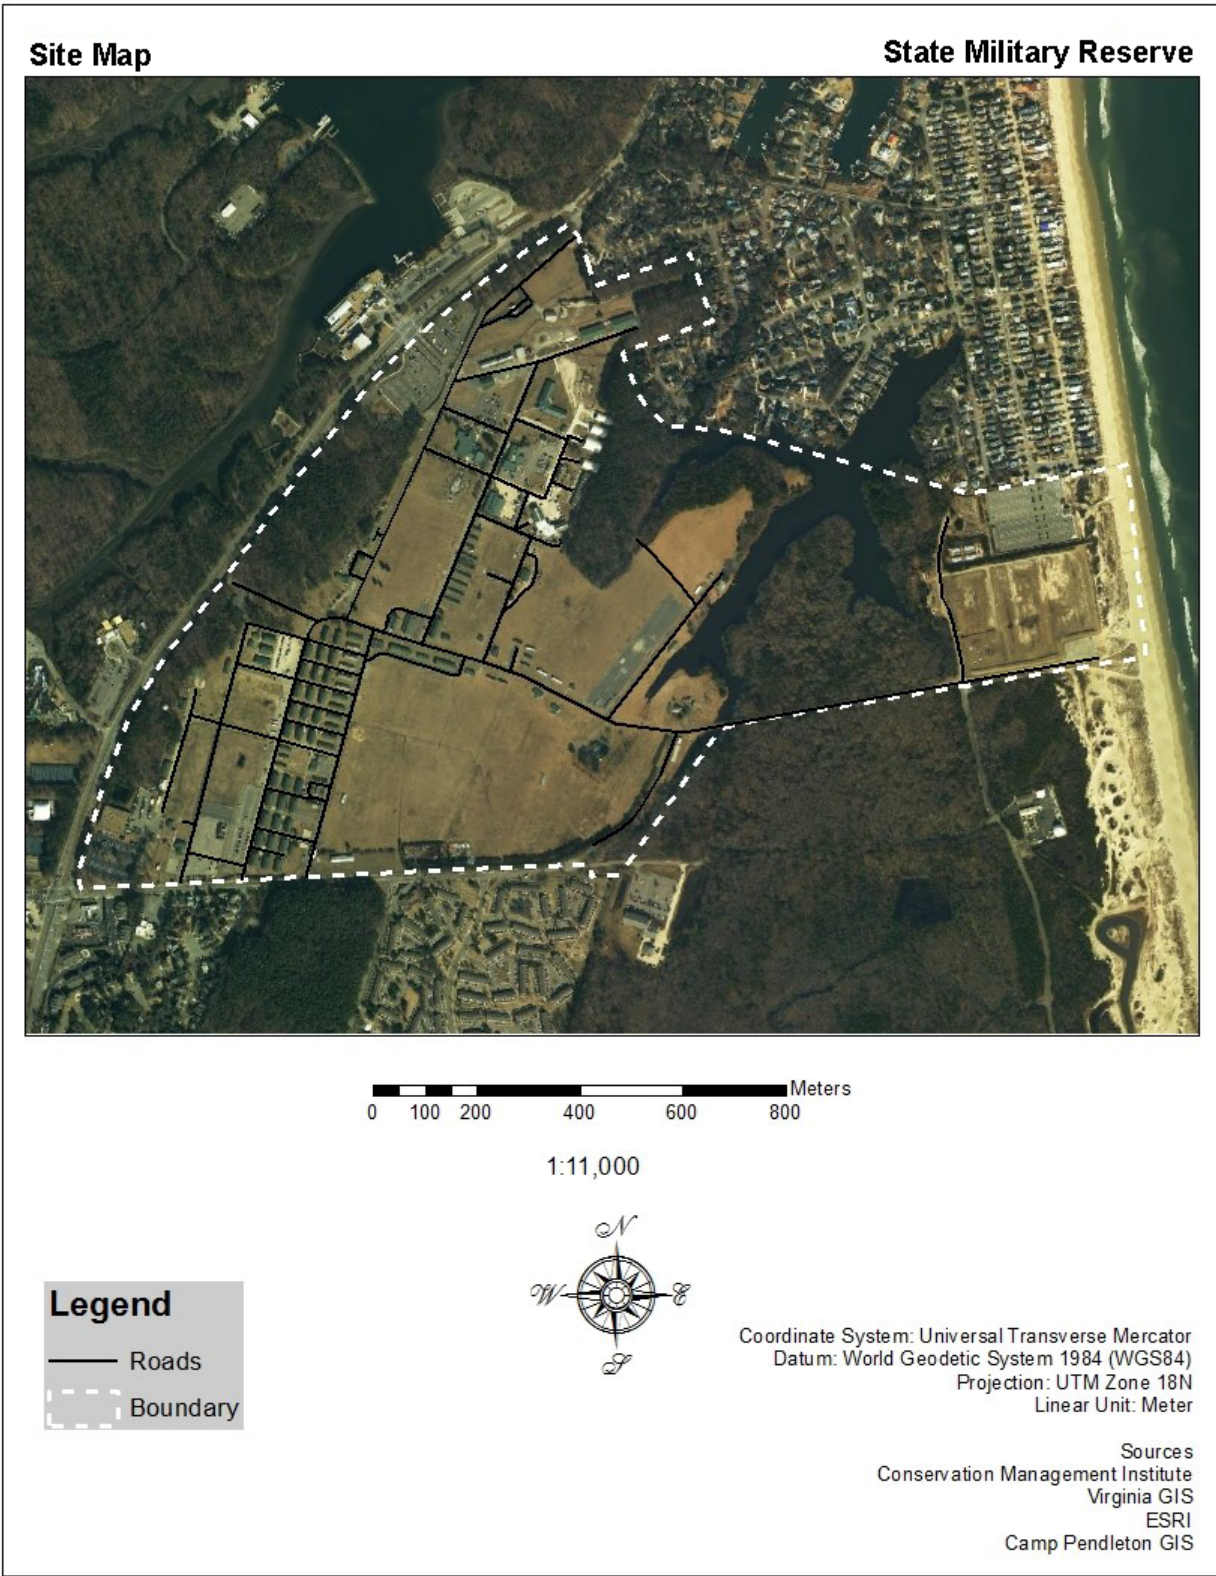 Site Map
State Military Reserve
Meters
0 100 200 400 600 800
1:11,000
N
W E
S
Legend
Roads
Boundary
Coordinate System: Universal Transverse Mercator
Datum: World Geodetic System 1984 (WGS84)
Projection: UTM Zone 18N
Linear Unit: Meter
Sources
Conservation Management Institute
Virginia GIS
ESRI
Camp Pendleton GIS